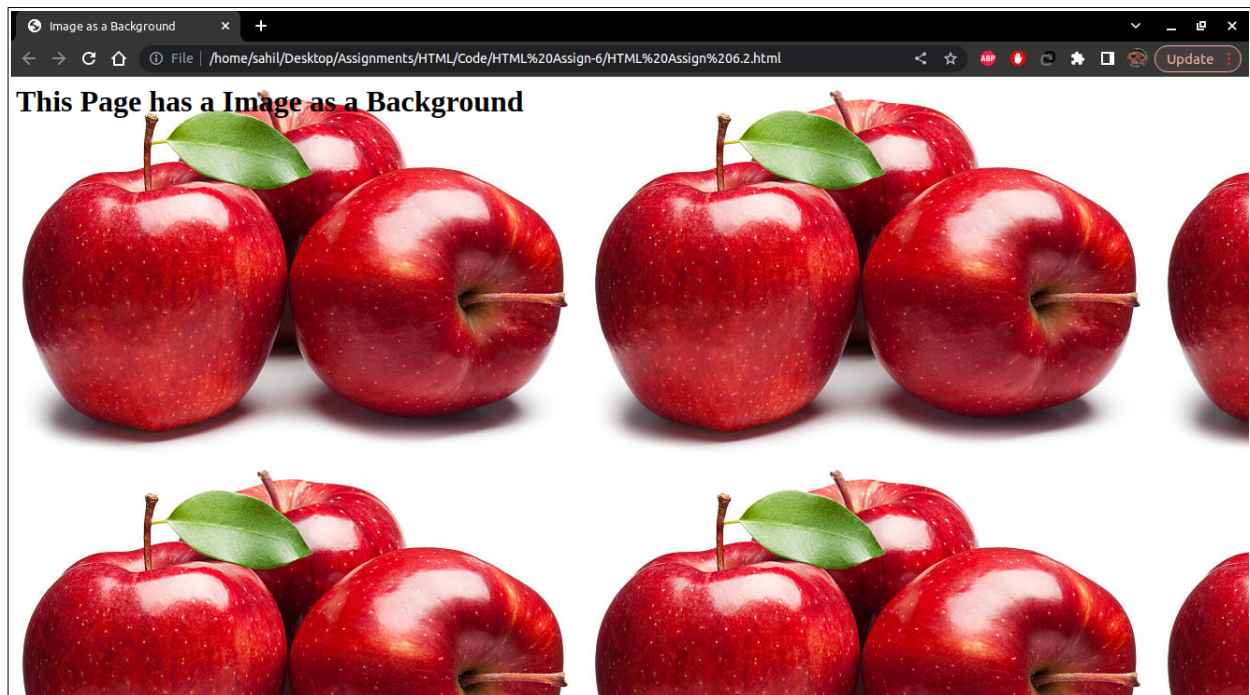 Image as a Background
File /home/sahil/Desktop/Assignments/HTML/Code/HTML%20Assign-6/HTML%20Assign%206.2.html
ABP
Update
This Page has a Image as a Background